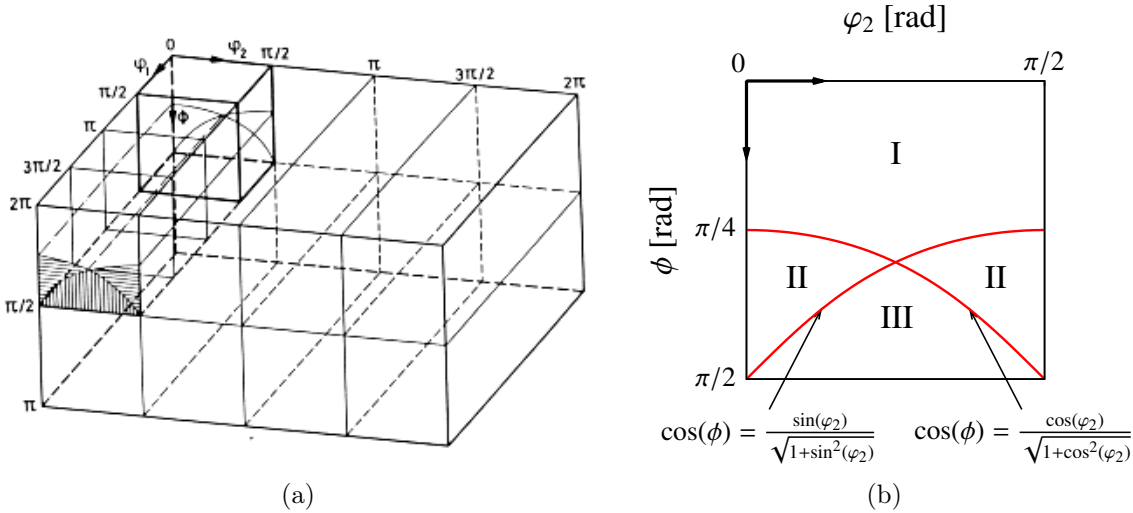 0
φ₂
π/2
π
3π/2
2π
φ₁
π/2
ϕ
π
3π/2
2π
π/2
π
(a)
φ₂ [rad]
0
π/2
I
ϕ [rad]
π/4
II
II
III
π/2
cos(ϕ) = sin(φ₂)/√(1+sin²(φ₂))
cos(ϕ) = cos(φ₂)/√(1+cos²(φ₂))
(b)